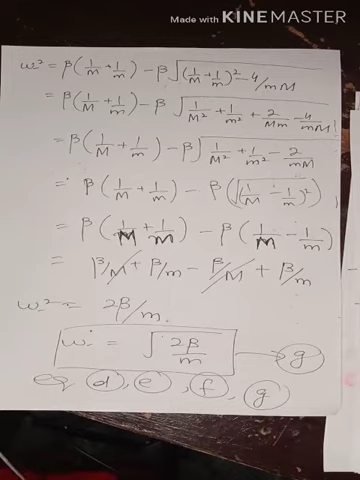 Made with KINEMASTER
ω²₋ = β(1/M + 1/m) − β√((1/M + 1/m)² − 4/mM)
= β(1/M + 1/m) − β√(1/M² + 1/m² + 2/Mm − 4/mM)
= β(1/M + 1/m) − β√(1/M² + 1/m² − 2/mM)
= β(1/M + 1/m) − β(√(1/M − 1/m)²)
= β(1/M + 1/m) − β(1/M − 1/m)
= β/M + β/m − β/M + β/m
ω₋² = 2β/m.
ω₋ = √(2β/m) → g
eq d, e, f, g